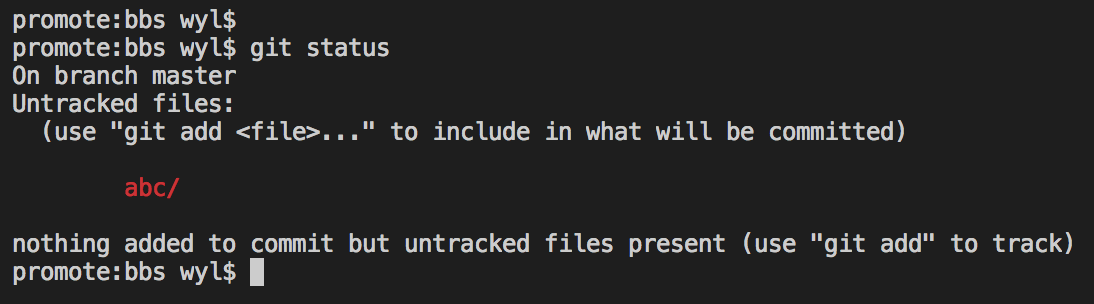 promote:bbs wyl$
promote:bbs wyl$ git status
On branch master
Untracked files:
  (use "git add <file>..." to include in what will be committed)

        abc/

nothing added to commit but untracked files present (use "git add" to track)
promote:bbs wyl$